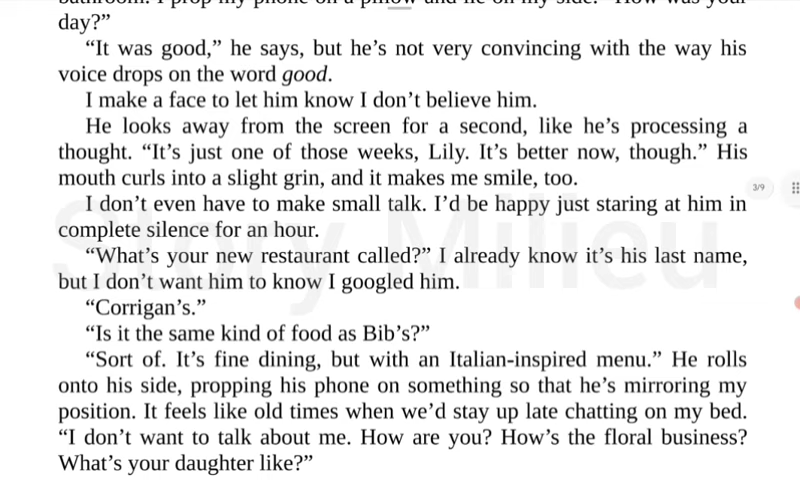 bathroom. I prop my phone on a pillow and lie on my side. “How was your
day?”
“It was good,” he says, but he’s not very convincing with the way his
voice drops on the word good.
I make a face to let him know I don’t believe him.
He looks away from the screen for a second, like he’s processing a
thought. “It’s just one of those weeks, Lily. It’s better now, though.” His
mouth curls into a slight grin, and it makes me smile, too.
3/9
I don’t even have to make small talk. I’d be happy just staring at him in
complete silence for an hour.
“What’s your new restaurant called?” I already know it’s his last name,
but I don’t want him to know I googled him.
“Corrigan’s.”
“Is it the same kind of food as Bib’s?”
“Sort of. It’s fine dining, but with an Italian-inspired menu.” He rolls
onto his side, propping his phone on something so that he’s mirroring my
position. It feels like old times when we’d stay up late chatting on my bed.
“I don’t want to talk about me. How are you? How’s the floral business?
What’s your daughter like?”
Story Milieu